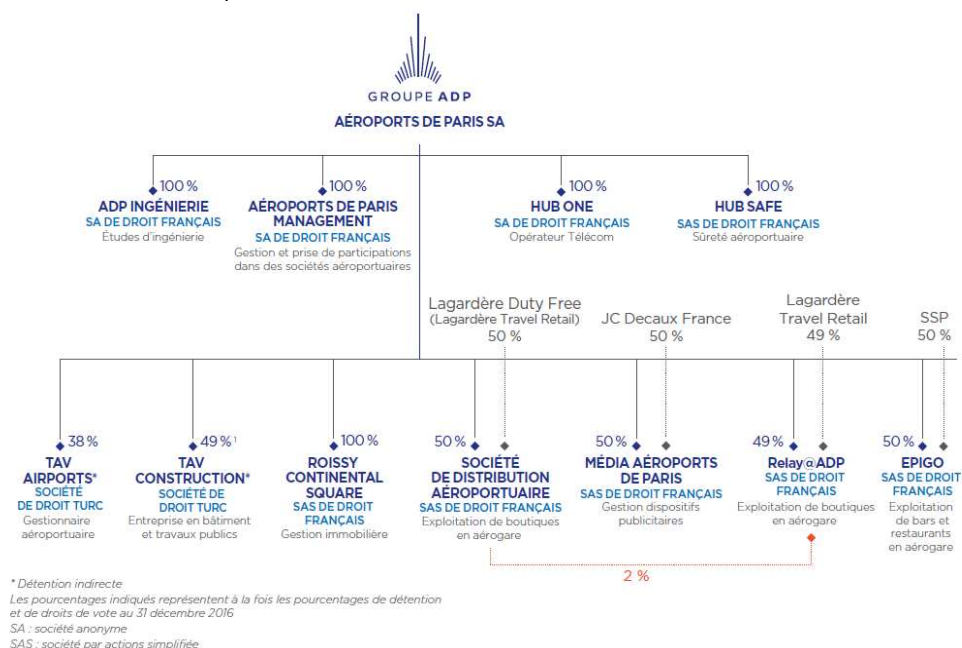 GROUPE ADP
AÉROPORTS DE PARIS SA
100 %
ADP INGÉNIERIE
SA DE DROIT FRANÇAIS
Études d'ingénierie
100 %
AÉROPORTS DE PARIS
MANAGEMENT
SA DE DROIT FRANÇAIS
Gestion et prise de participations
dans des sociétés aéroportuaires
100 %
HUB ONE
SA DE DROIT FRANÇAIS
Opérateur Télécom
100 %
HUB SAFE
SAS DE DROIT FRANÇAIS
Sûreté aéroportuaire
Lagardère Duty Free
(Lagardère Travel Retail)
50 %
JC Decaux France
50 %
Lagardère
Travel Retail
49 %
SSP
50 %
38 %
TAV
AIRPORTS*
SOCIÉTÉ
DE DROIT TURC
Gestionnaire
aéroportuaire
49 %¹
TAV
CONSTRUCTION*
SOCIÉTÉ DE
DROIT TURC
Entreprise en bâtiment
et travaux publics
100 %
ROISSY
CONTINENTAL
SQUARE
SAS DE DROIT
FRANÇAIS
Gestion immobilière
50 %
SOCIÉTÉ
DE DISTRIBUTION
AÉROPORTUAIRE
SAS DE DROIT FRANÇAIS
Exploitation de boutiques
en aérogare
50 %
MÉDIA AÉROPORTS
DE PARIS
SAS DE DROIT FRANÇAIS
Gestion dispositifs
publicitaires
49 %
Relay@ADP
SAS DE DROIT
FRANÇAIS
Exploitation de boutiques
en aérogare
50 %
EPIGO
SAS DE DROIT
FRANÇAIS
Exploitation
de bars et
restaurants
en aérogare
2 %
* Détention indirecte
Les pourcentages indiqués représentent à la fois les pourcentages de détention
et de droits de vote au 31 décembre 2016
SA : société anonyme
SAS : société par actions simplifiée